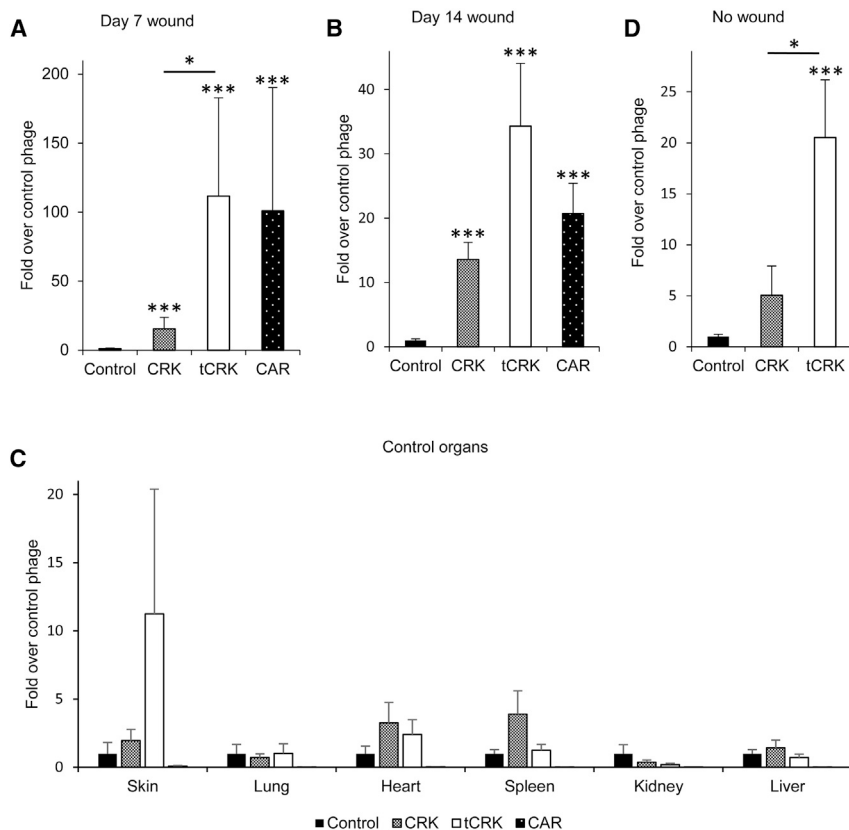 A
Day 7 wound
Fold over control phage
200
150
100
50
0
*
***
***
***
Control CRK tCRK CAR
B
Day 14 wound
Fold over control phage
40
30
20
10
0
***
***
***
Control CRK tCRK CAR
D
No wound
Fold over control phage
25
20
15
10
5
0
*
***
Control CRK tCRK
C
Control organs
Fold over control phage
20
15
10
5
0
Skin Lung Heart Spleen Kidney Liver
Control CRK tCRK CAR